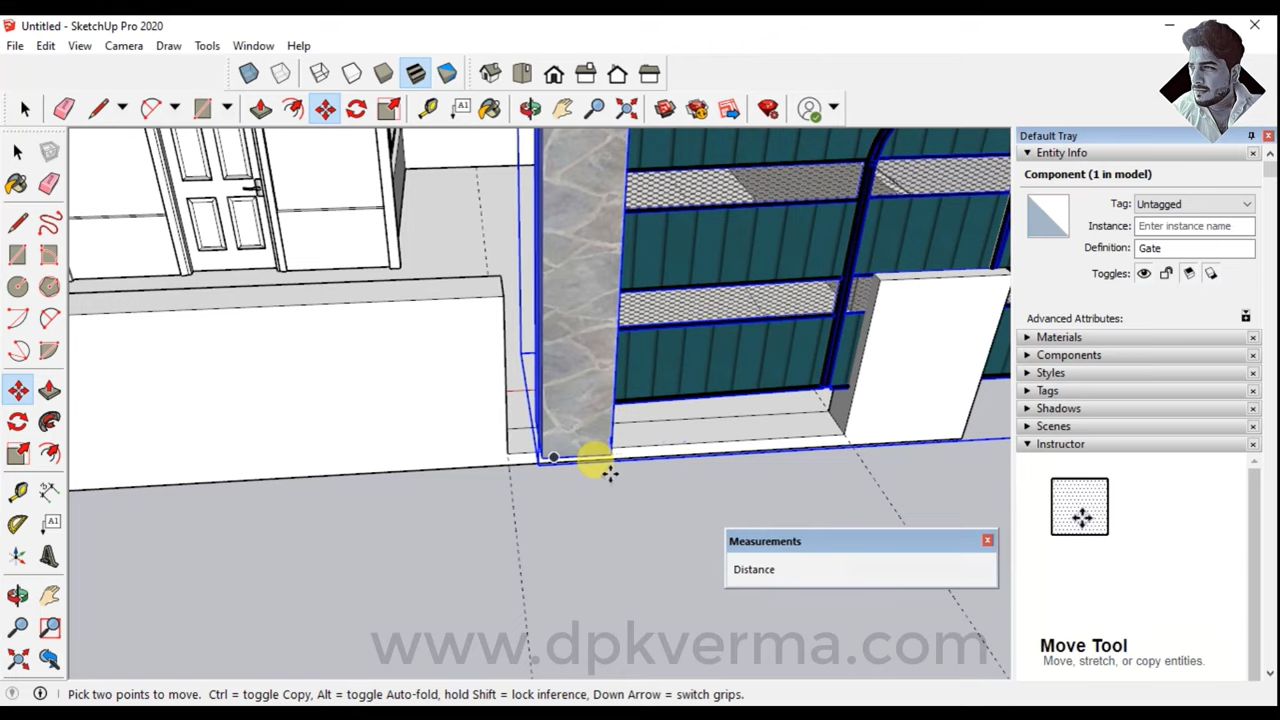 Untitled - SketchUp Pro 2020
File Edit View Camera Draw Tools Window Help
A1
Default Tray
Entity Info
Component (1 in model)
Tag: Untagged
Instance: Enter instance name
Definition: Gate
Toggles:
Advanced Attributes:
Materials
Components
Styles
Tags
Shadows
Scenes
Instructor
A1
Measurements
Distance
Move Tool
Move, stretch, or copy entities.
www.dpkverma.com
Pick two points to move. Ctrl = toggle Copy, Alt = toggle Auto-fold, hold Shift = lock inference, Down Arrow = switch grips.